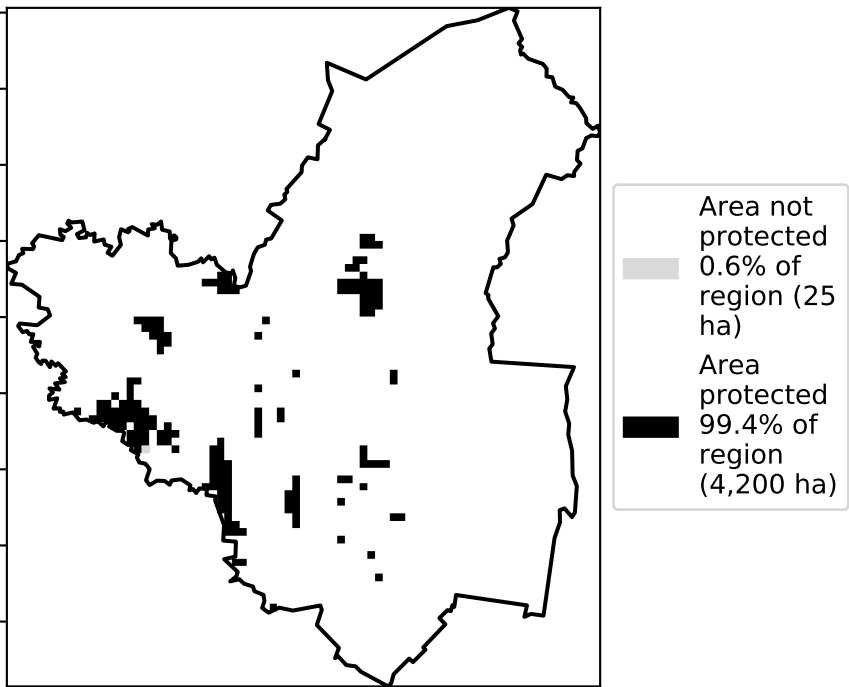 Area not
protected
0.6% of
region (25
ha)
Area
protected
99.4% of
region
(4,200 ha)